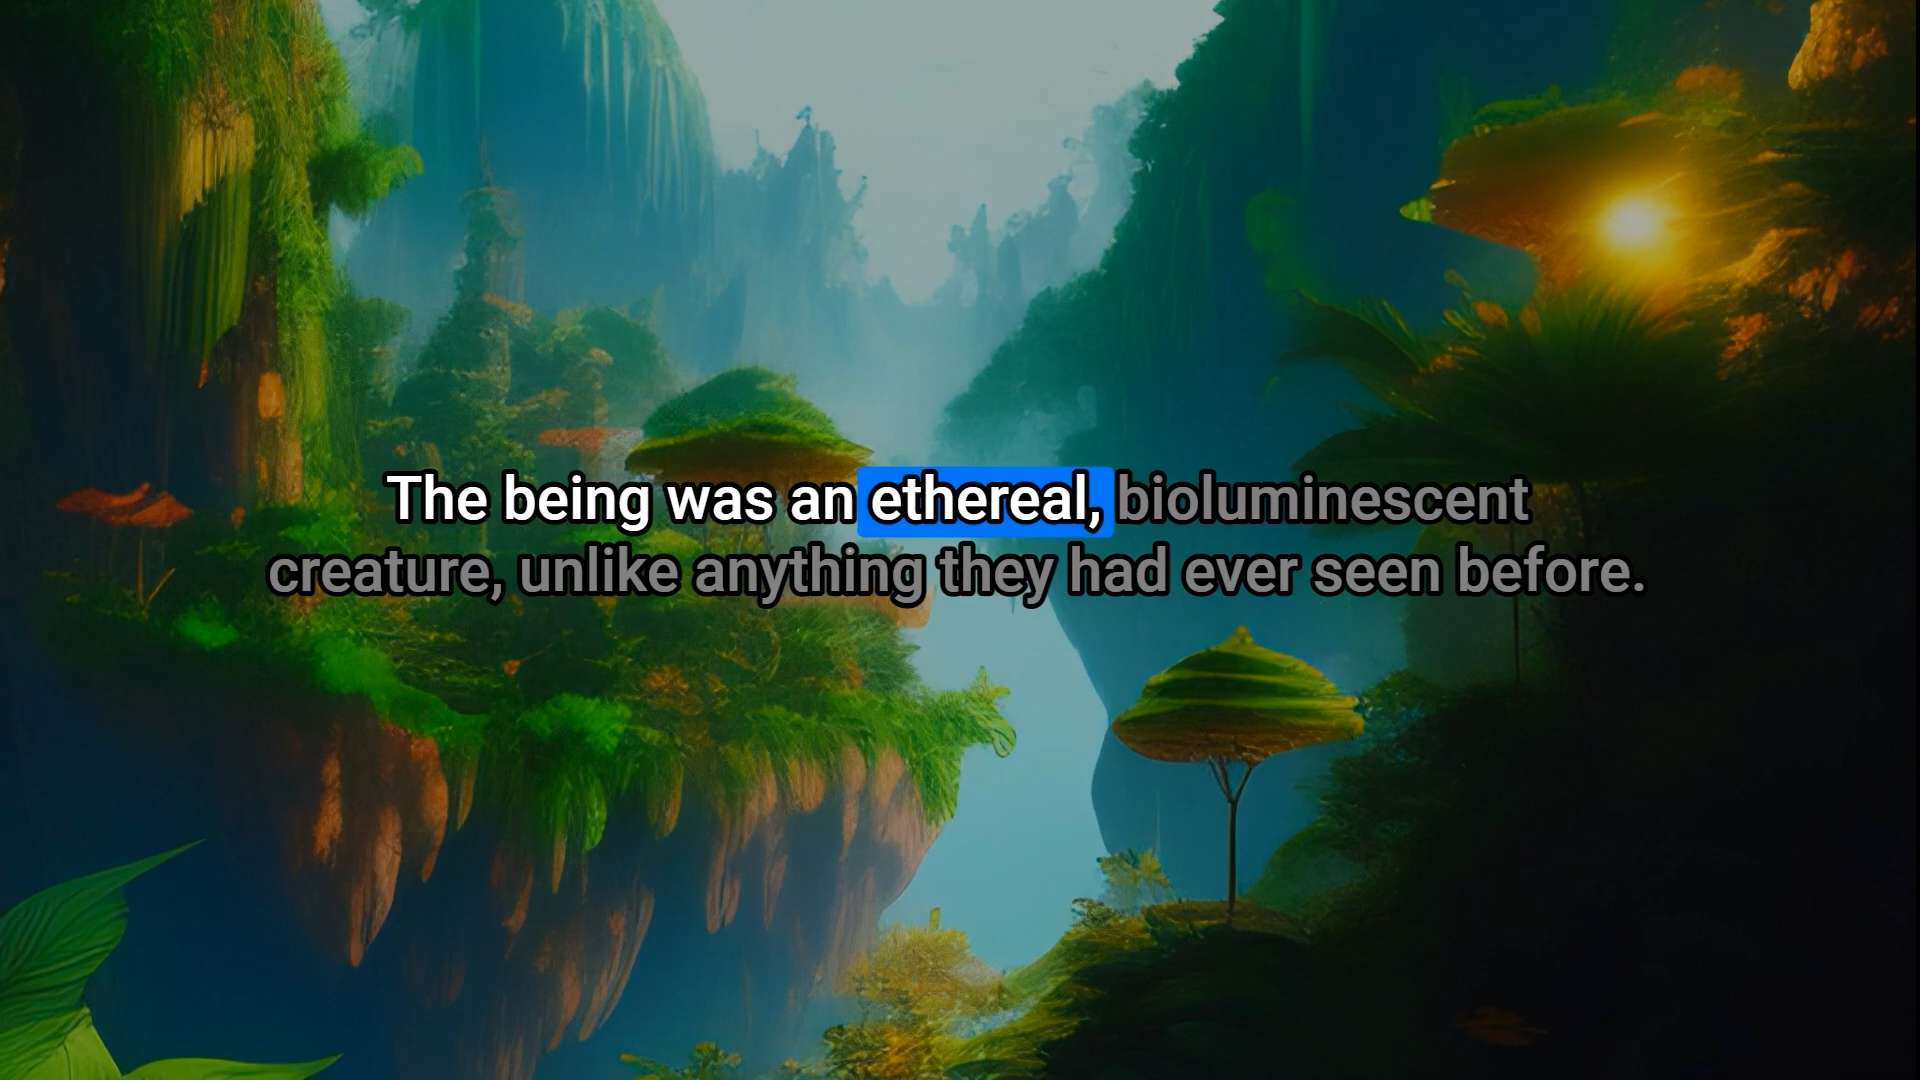 The being was an ethereal, bioluminescent
creature, unlike anything they had ever seen before.